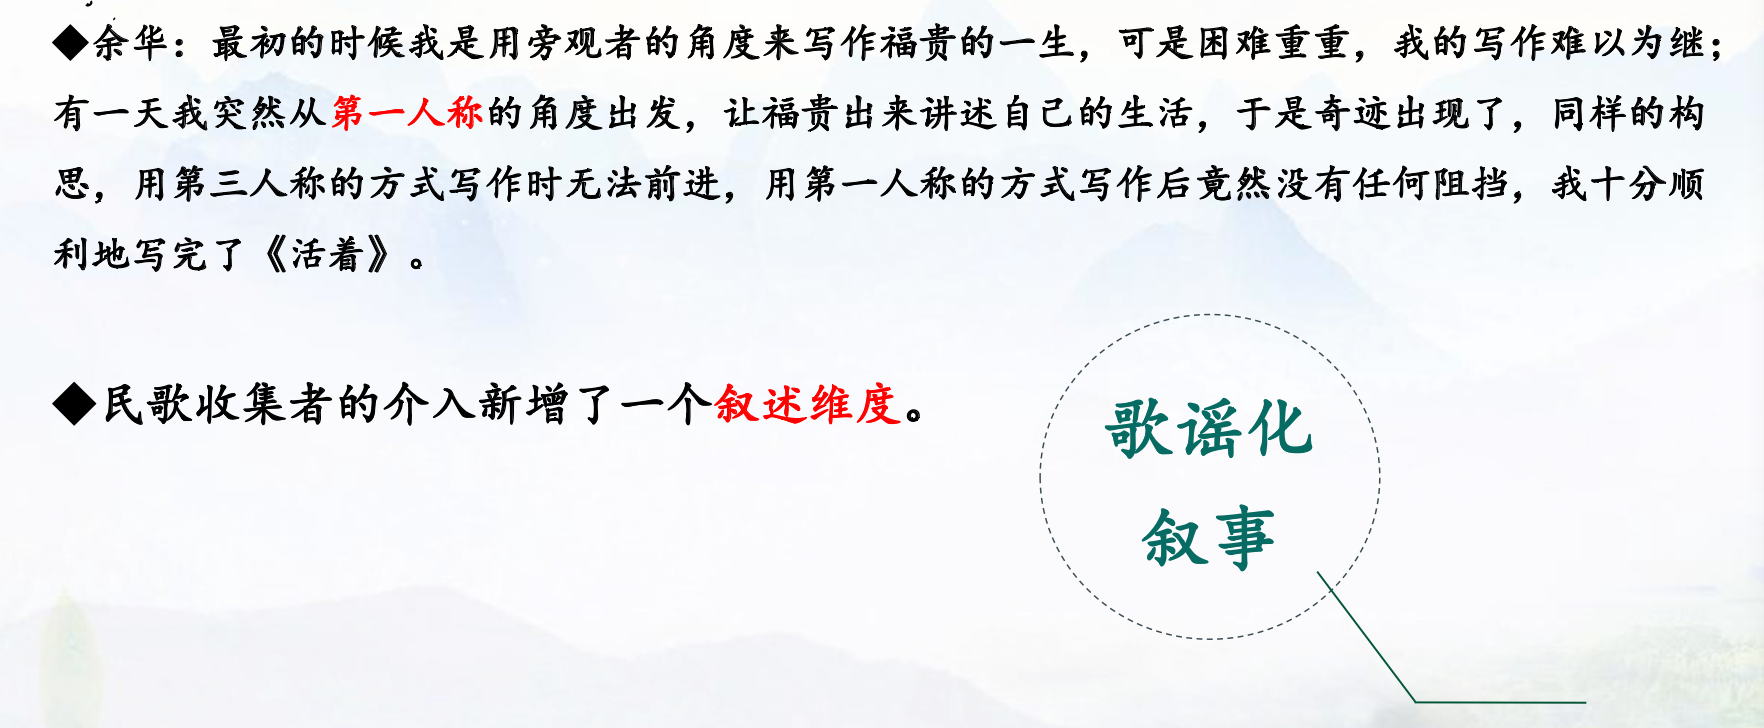 ◆余华：最初的时候我是用旁观者的角度来写作福贵的一生，可是困难重重，我的写作难以为继；
有一天我突然从第一人称的角度出发，让福贵出来讲述自己的生活，于是奇迹出现了，同样的构
思，用第三人称的方式写作时无法前进，用第一人称的方式写作后竟然没有任何阻挡，我十分顺
利地写完了《活着》。
◆民歌收集者的介入新增了一个叙述维度。
歌谣化
叙事